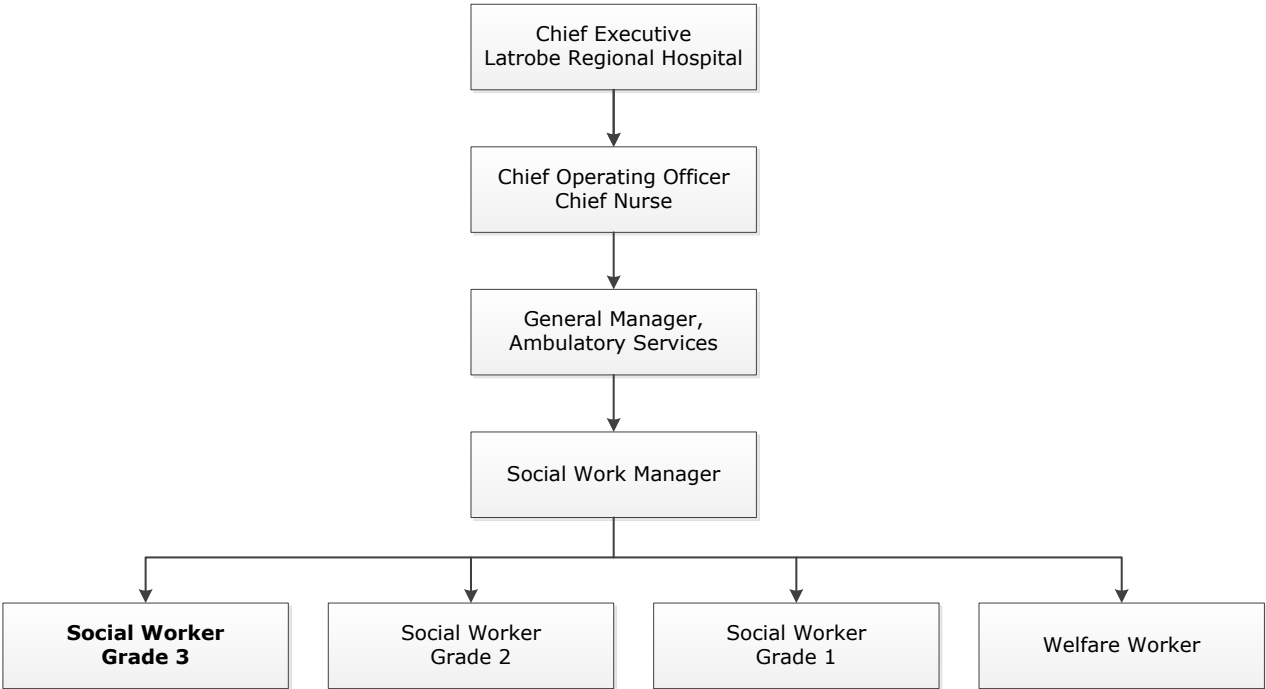 Chief Executive
Latrobe Regional Hospital
Chief Operating Officer
Chief Nurse
General Manager,
Ambulatory Services
Social Work Manager
Social Worker
Grade 3
Social Worker
Grade 2
Social Worker
Grade 1
Welfare Worker